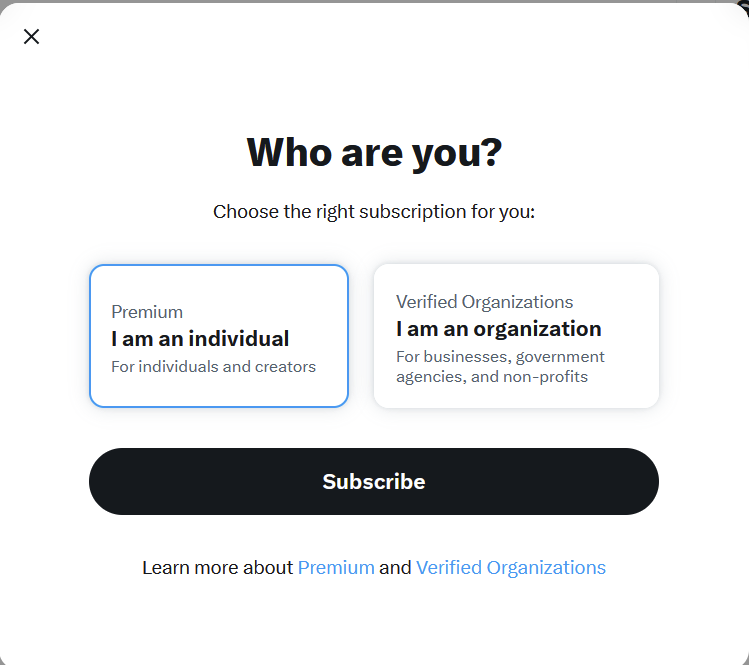 Who are you?
Choose the right subscription for you:
Premium
I am an individual
For individuals and creators
Verified Organizations
I am an organization
For businesses, government
agencies, and non-profits
Subscribe
Learn more about Premium and Verified Organizations